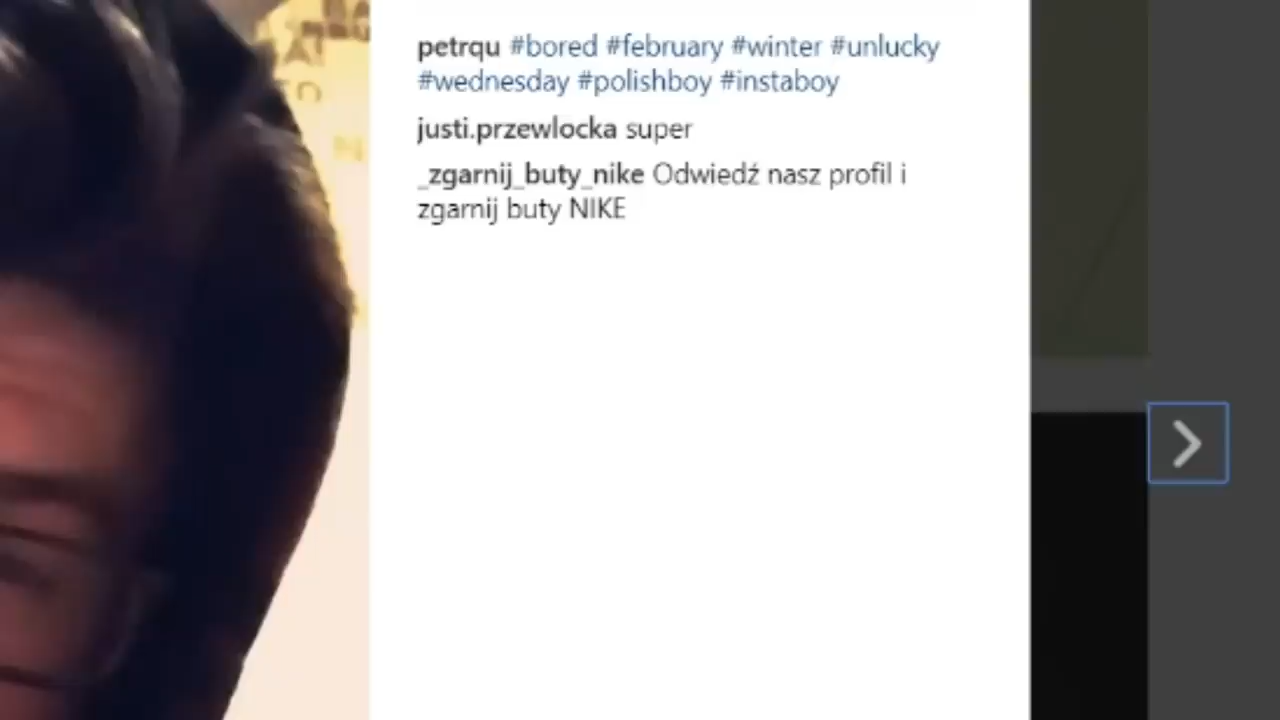 petrqu #bored #february #winter #unlucky
#wednesday #polishboy #instaboy
justi.przewlocka super
_zgarnij_buty_nike Odwiedź nasz profil i
zgarnij buty NIKE